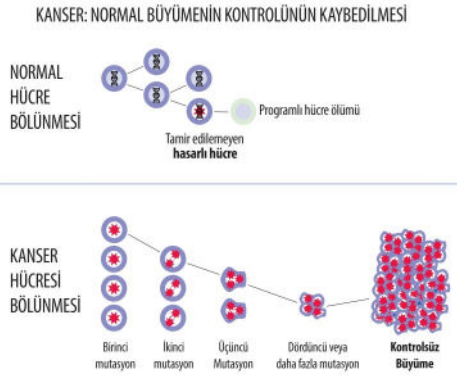 KANSER: NORMAL BÜYÜMENİN KONTROLÜNÜN KAYBEDİLMESİ
NORMAL
HÜCRE
BÖLÜNMESİ
Programlı hücre ölümü
Tamir edilemeyen
hasarlı hücre
KANSER
HÜCRESİ
BÖLÜNMESİ
Birinci
mutasyon
İkinci
mutasyon
Üçüncü
Mutasyon
Dördüncü veya
daha fazla mutasyon
Kontrolsüz
Büyüme